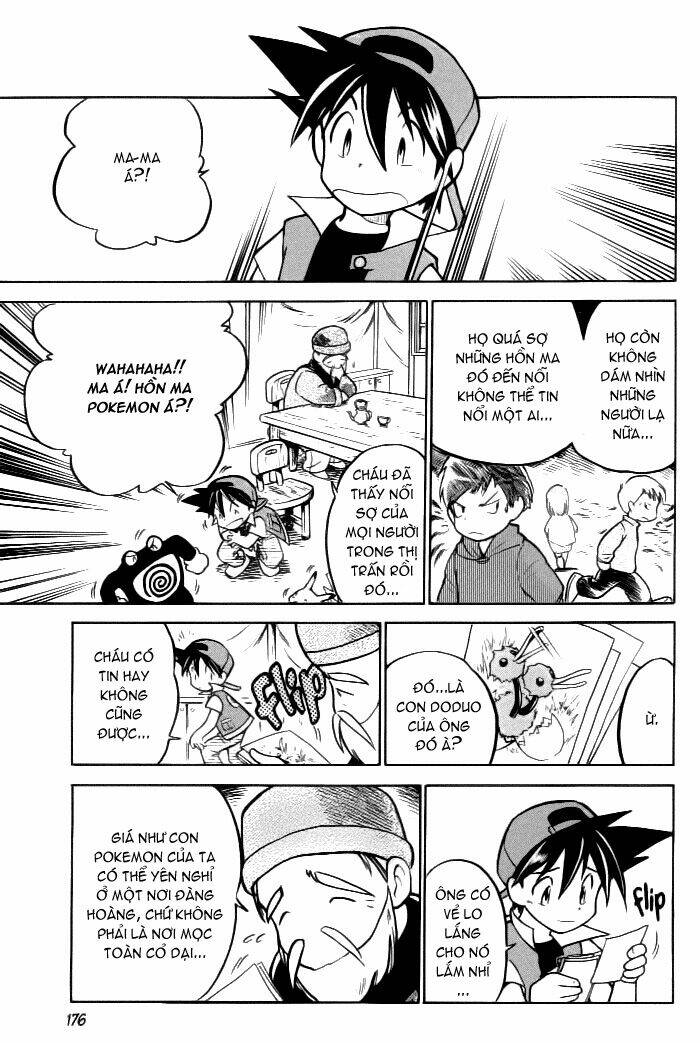 MA-MA
Á?!
HỌ CÒN
KHÔNG
DÁM NHÌN
NHỮNG
NGƯỜI LẠ
NỮA...
HỌ QUÁ SỢ
NHỮNG HỒN MA
ĐÓ ĐẾN NỖI
KHÔNG THỂ TIN
NỔI MỘT AI...
CHÁU ĐÃ
THẤY NỖI
SỢ CỦA
MỌI NGƯỜI
TRONG THỊ
TRẤN RỒI
ĐÓ...
WAHAHAHA!!
MA Á! HỒN MA
POKEMON Á?!
Ừ.
ĐÓ...LÀ
CON DODUO
CỦA ÔNG
ĐÓ À?
flip
CHÁU CÓ
TIN HAY
KHÔNG
CŨNG
ĐƯỢC...
flip
ÔNG CÓ
VẺ LO
LẮNG
CHO NÓ
LẮM NHỈ
...
GIÁ NHƯ CON
POKEMON CỦA TA
CÓ THỂ YÊN NGHỈ
Ở MỘT NƠI ĐÀNG
HOÀNG, CHỨ KHÔNG
PHẢI LÀ NƠI MỌC
TOÀN CỎ DẠI...
176